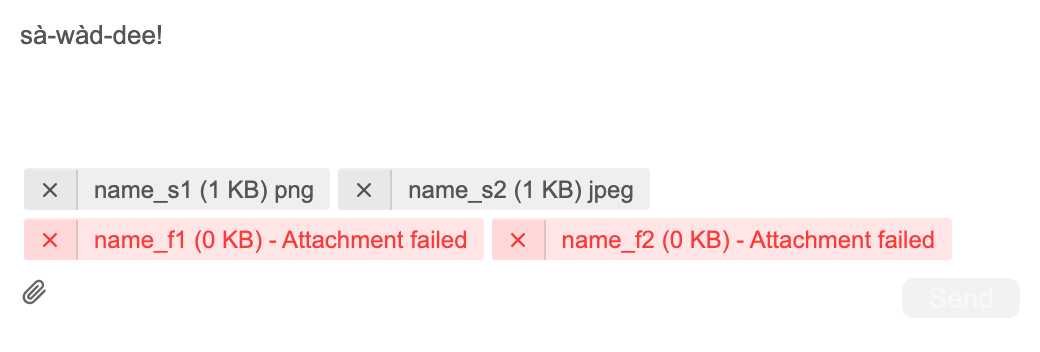 sà-wàd-dee!
name_s1 (1 KB) png name_s2 (1 KB) jpeg
name_f1 (0 KB) - Attachment failed name_f2 (0 KB) - Attachment failed
Send